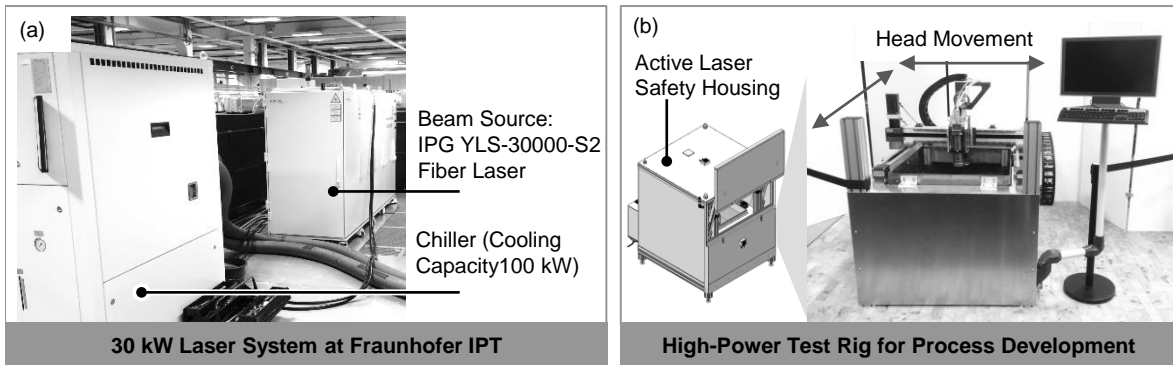 (a)
Beam Source:
IPG YLS-30000-S2
Fiber Laser
Chiller (Cooling
Capacity100 kW)
30 kW Laser System at Fraunhofer IPT
(b)
Head Movement
Active Laser
Safety Housing
High-Power Test Rig for Process Development